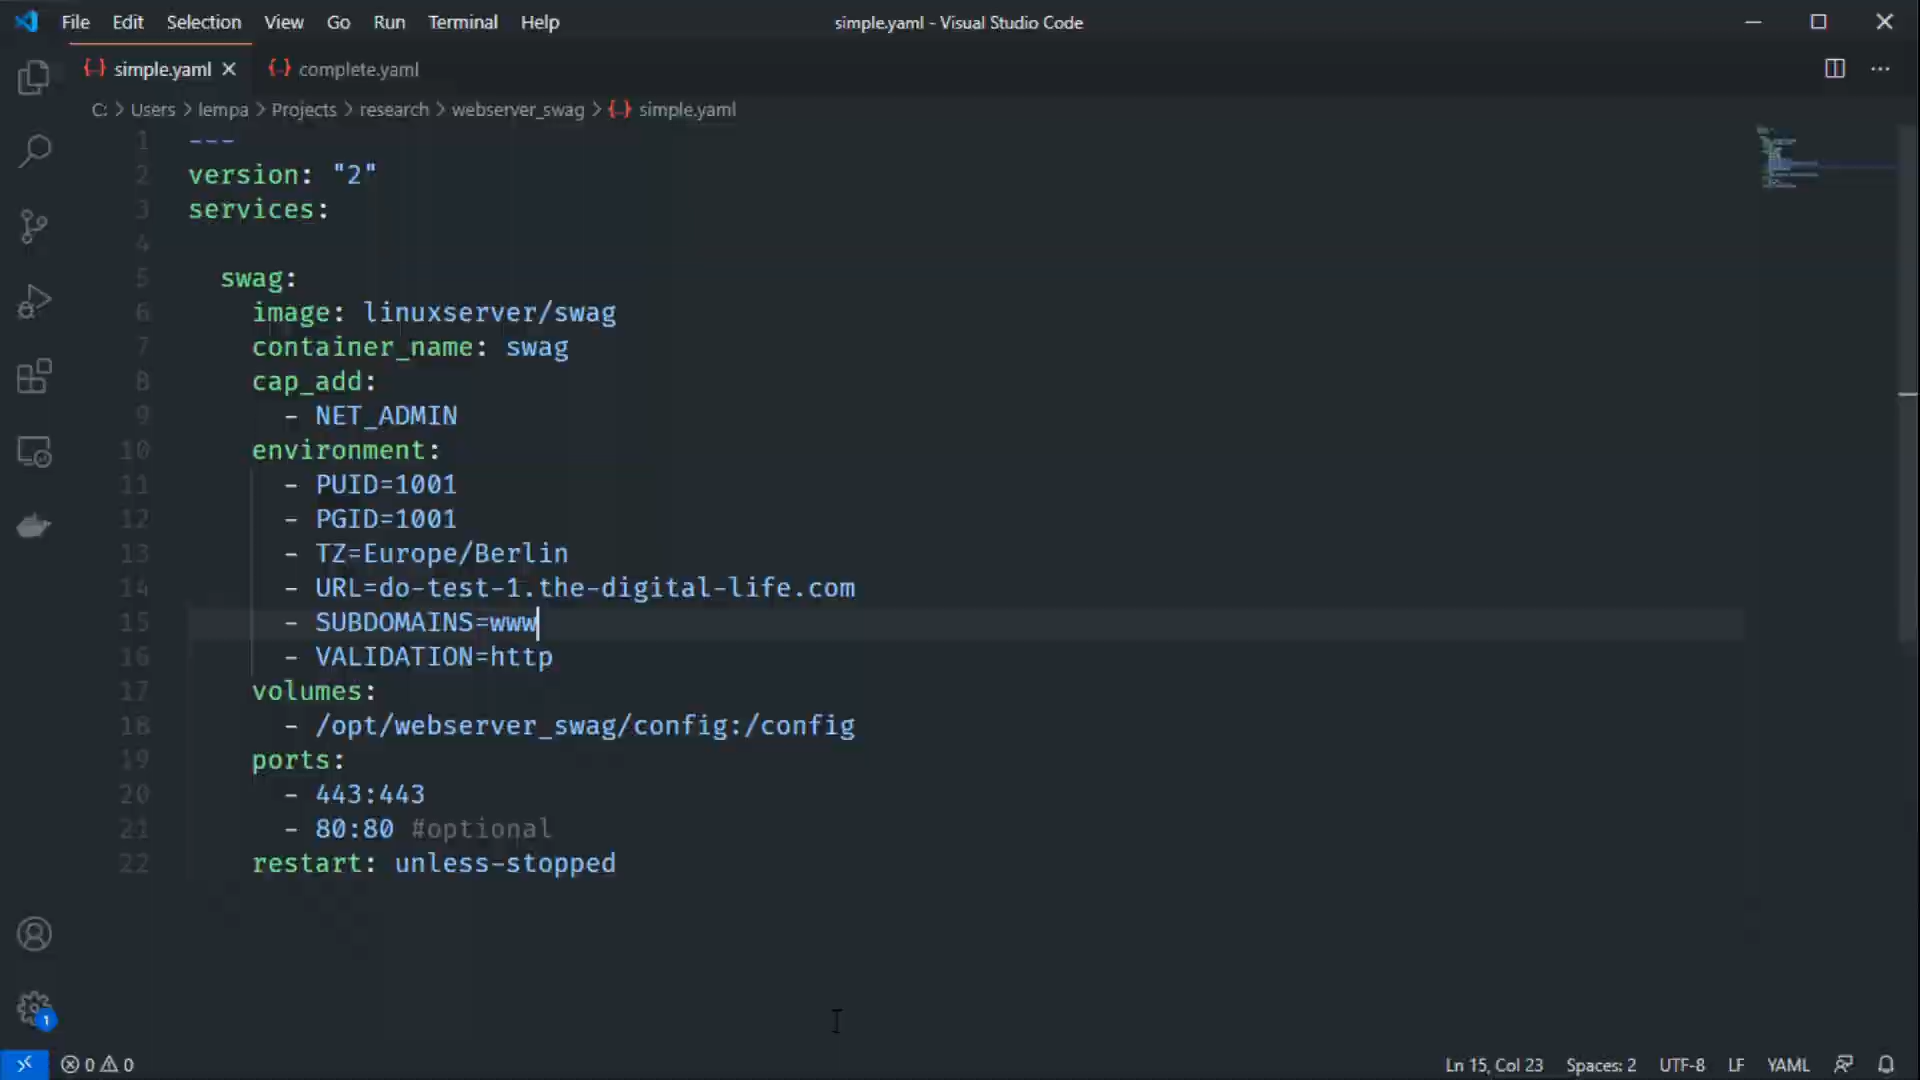 File Edit Selection View Go Run Terminal Help simple.yaml - Visual Studio Code
simple.yaml complete.yaml
C: > Users > lempa > Projects > research > webserver_swag > simple.yaml
1 ---
2 version: "2"
3 services:
4
5 swag:
6 image: linuxserver/swag
7 container_name: swag
8 cap_add:
9 - NET_ADMIN
10 environment:
11 - PUID=1001
12 - PGID=1001
13 - TZ=Europe/Berlin
14 - URL=do-test-1.the-digital-life.com
15 - SUBDOMAINS=www
16 - VALIDATION=http
17 volumes:
18 - /opt/webserver_swag/config:/config
19 ports:
20 - 443:443
21 - 80:80 #optional
22 restart: unless-stopped
1
0 0 Ln 15, Col 23 Spaces: 2 UTF-8 LF YAML